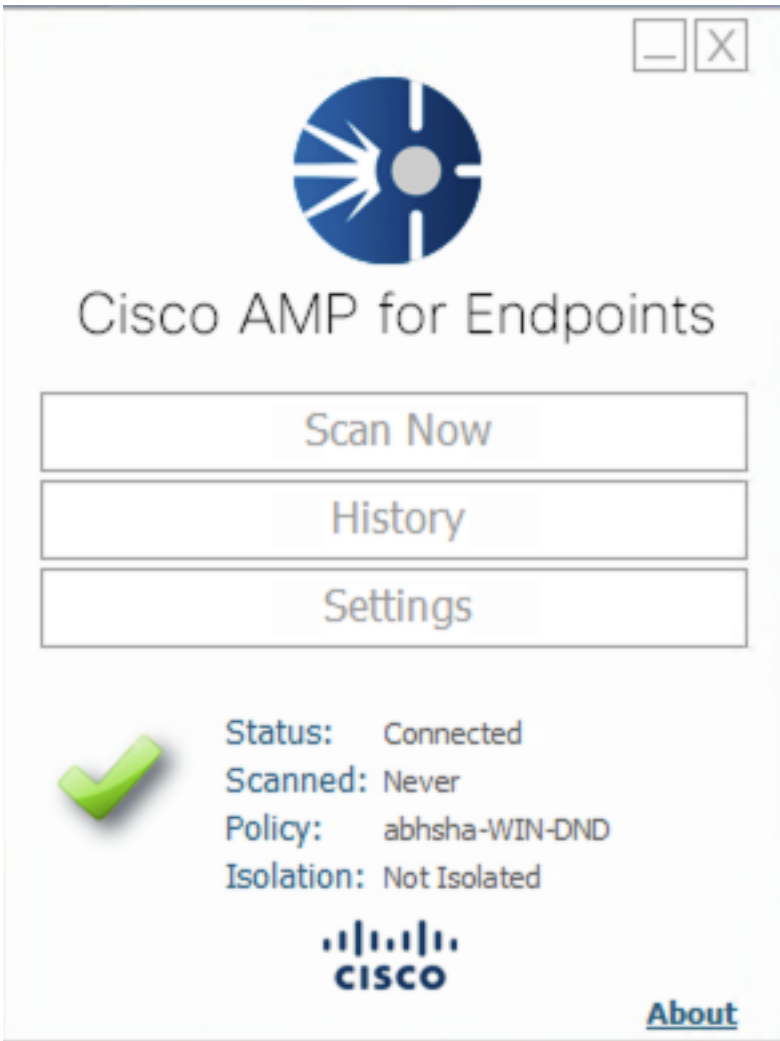 Cisco AMP for Endpoints
Scan Now
History
Settings
Status: Connected
Scanned: Never
Policy: abhsha-WIN-DND
Isolation: Not Isolated
CISCO
About